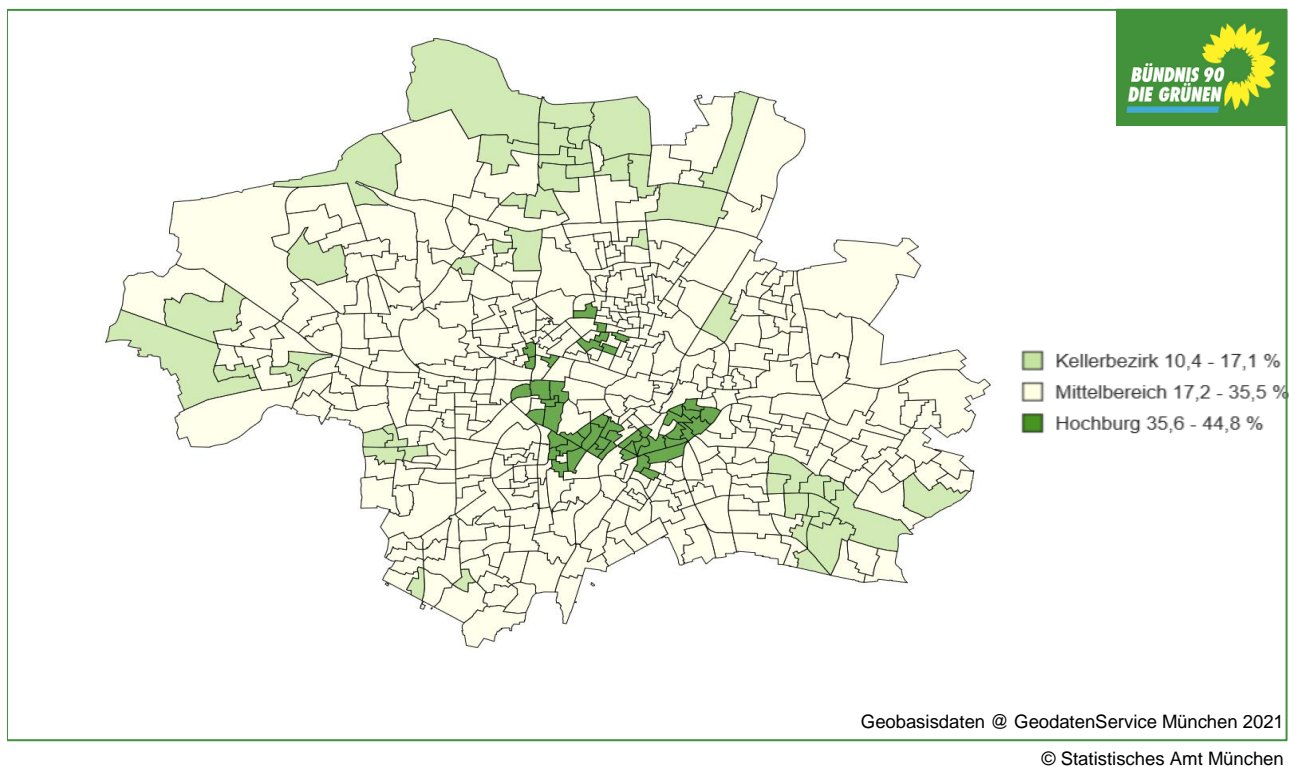 BÜNDNIS 90
DIE GRÜNEN
Kellerbezirk 10,4 - 17,1 %
Mittelbereich 17,2 - 35,5 %
Hochburg 35,6 - 44,8 %
Geobasisdaten @ GeodatenService München 2021
© Statistisches Amt München